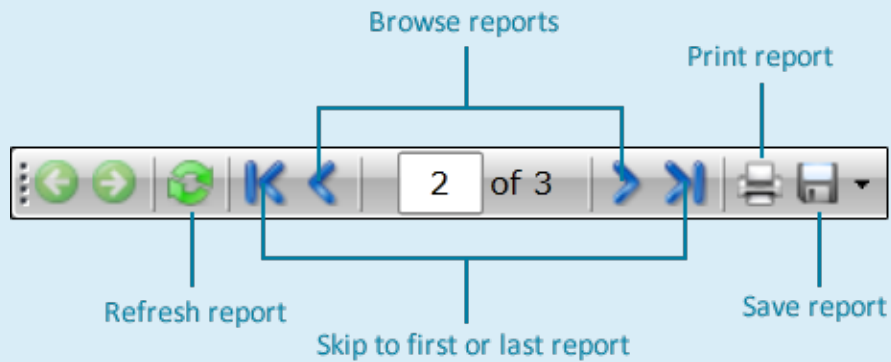 Browse reports
Print report
2 of 3
Refresh report
Save report
Skip to first or last report